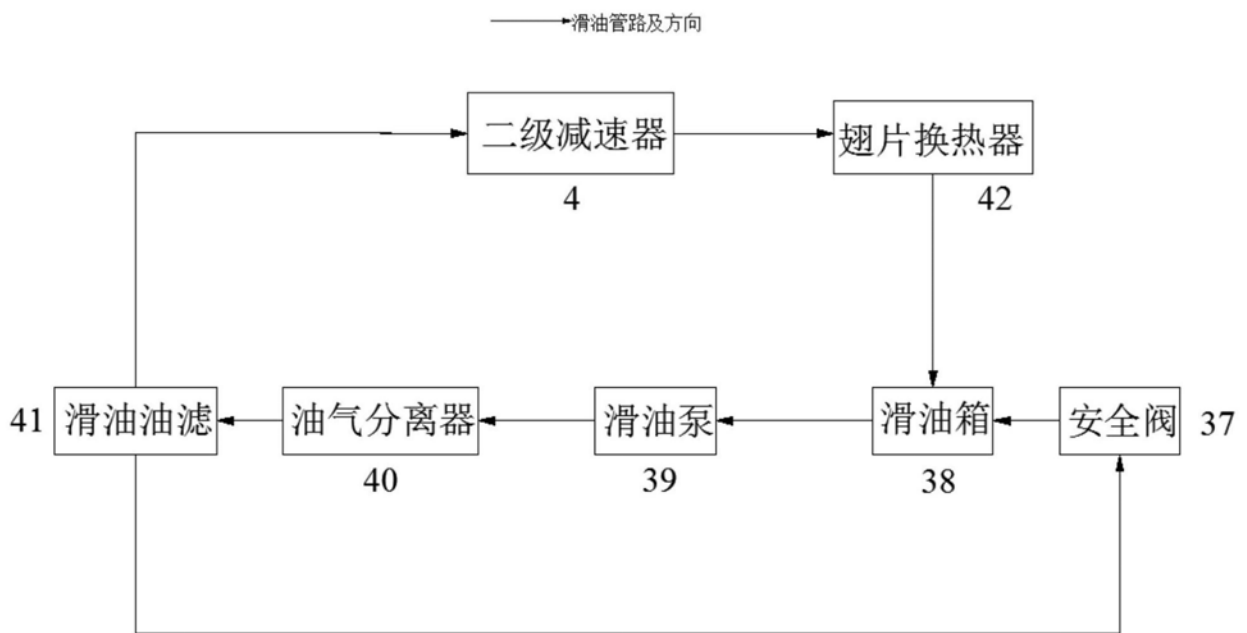 滑油管路及方向
二级减速器
翅片换热器
4
42
41
滑油油滤
油气分离器
滑油泵
滑油箱
安全阀
37
40
39
38